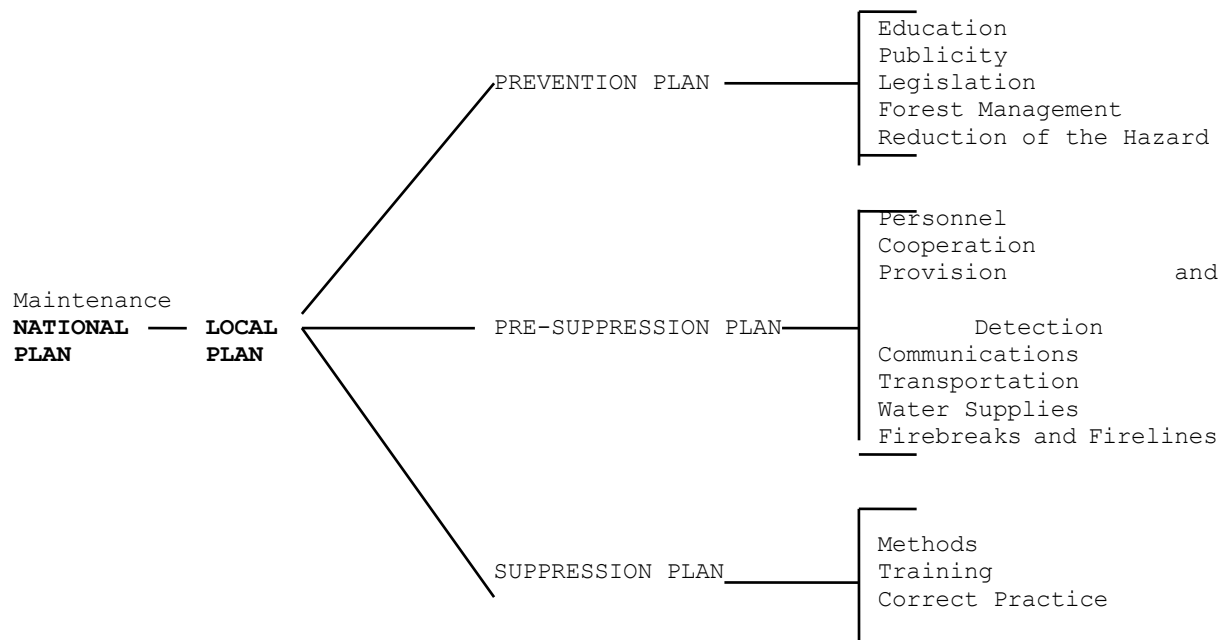 Education
Publicity
PREVENTION PLAN
Legislation
Forest Management
Reduction of the Hazard
Personnel
Cooperation
Provision and
Maintenance
NATIONAL LOCAL
PLAN PLAN
PRE-SUPPRESSION PLAN
Detection
Communications
Transportation
Water Supplies
Firebreaks and Firelines
Methods
SUPPRESSION PLAN
Training
Correct Practice